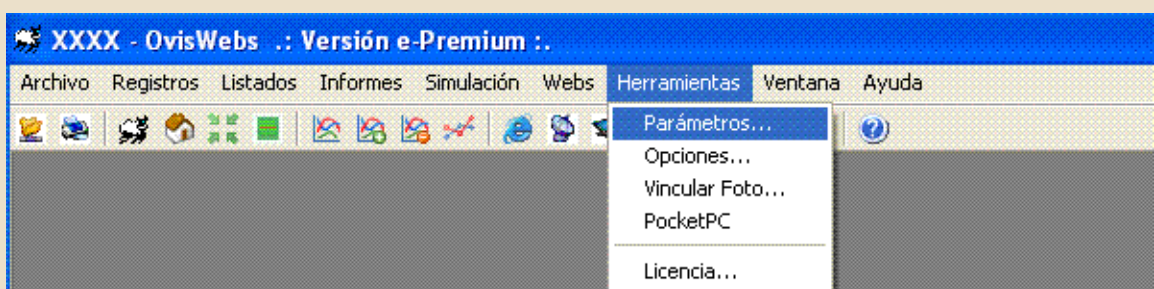 XXXX - OvisWebs .: Versión e-Premium :.
Archivo Registros Listados Informes Simulación Webs Herramientas Ventana Ayuda
Parámetros...
Opciones...
Vincular Foto...
PocketPC
Licencia...